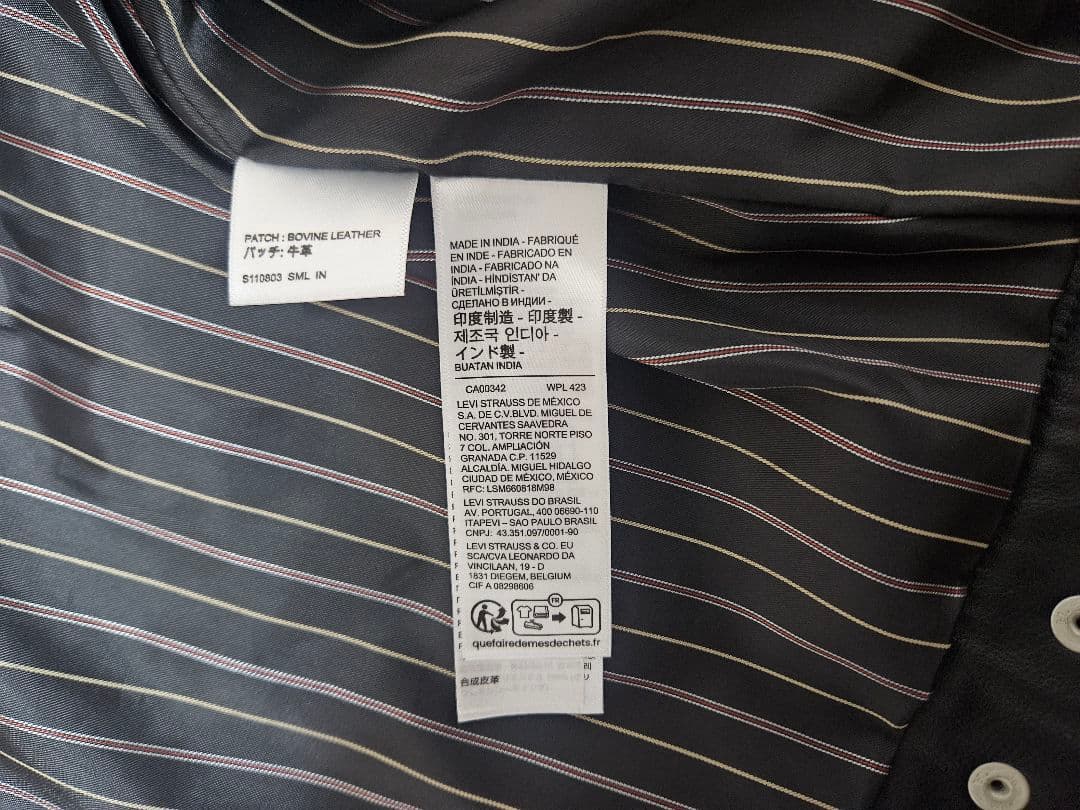 PATCH : BOVINE LEATHER
パッチ: 牛革
S110803 SML IN
MADE IN INDIA - FABRIQUÉ
EN INDE - FABRICADO EN
INDIA - FABRICADO NA
ÍNDIA - HİNDİSTAN' DA
ÜRETİLMİŞTİR -
СДЕЛАНО В ИНДИИ -
印度制造 - 印度製 -
제조국 인디아 -
インド製 -
BUATAN INDIA
CA00342 WPL 423
LEVI STRAUSS DE MÉXICO
S.A. DE C.V.BLVD. MIGUEL DE
CERVANTES SAAVEDRA
NO. 301, TORRE NORTE PISO
7 COL. AMPLIACIÓN
GRANADA C.P. 11529
ALCALDÍA. MIGUEL HIDALGO
CIUDAD DE MÉXICO, MÉXICO
RFC: LSM660818M98
LEVI STRAUSS DO BRASIL
AV. PORTUGAL, 400 06690-110
ITAPEVI – SAO PAULO BRASIL
CNPJ: 43.351.097/0001-90
LEVI STRAUSS & CO. EU
SCA/CVA LEONARDO DA
VINCILAAN, 19 - D
1831 DIEGEM, BELGIUM
CIF A 08298606
FR
quefairedemesdechets.fr
合成皮革